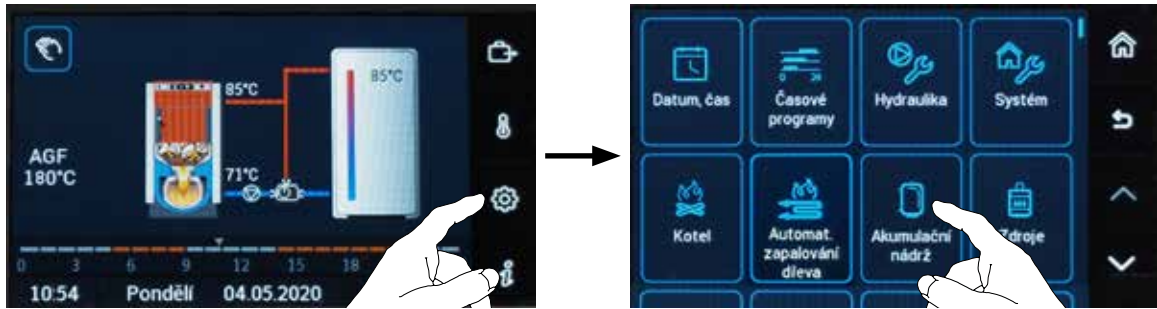 85°C
85°C
AGF
180°C
71°C
0 3 6 9 12 15 18
10:54 Pondělí 04.05.2020
Datum, čas
Časové
programy
Hydraulika
Systém
Kotel
Automat.
zapalování
dřeva
Akumulační
nádrž
Zdroje